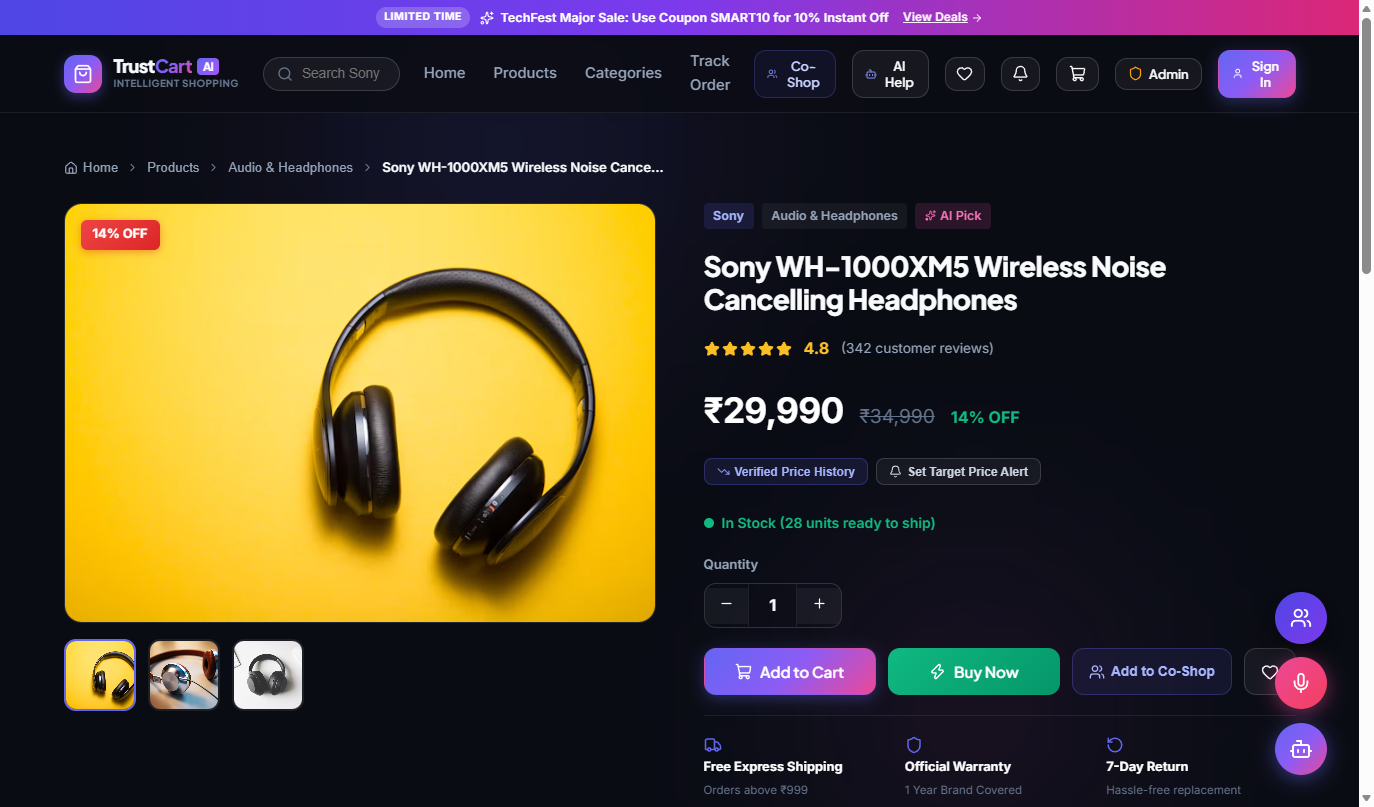 LIMITED TIME TechFest Major Sale: Use Coupon SMART10 for 10% Instant Off View Deals →
TrustCart AI
INTELLIGENT SHOPPING
Search Sony
Home
Products
Categories
Track
Order
Co-
Shop
AI
Help
Admin
Sign
In
Home > Products > Audio & Headphones > Sony WH-1000XM5 Wireless Noise Cance...
14% OFF
Sony
Audio & Headphones
AI Pick
Sony WH-1000XM5 Wireless Noise
Cancelling Headphones
4.8 (342 customer reviews)
₹29,990 ₹34,990 14% OFF
Verified Price History
Set Target Price Alert
In Stock (28 units ready to ship)
Quantity
− 1 +
Add to Cart
Buy Now
Add to Co-Shop
Free Express Shipping
Orders above ₹999
Official Warranty
1 Year Brand Covered
7-Day Return
Hassle-free replacement